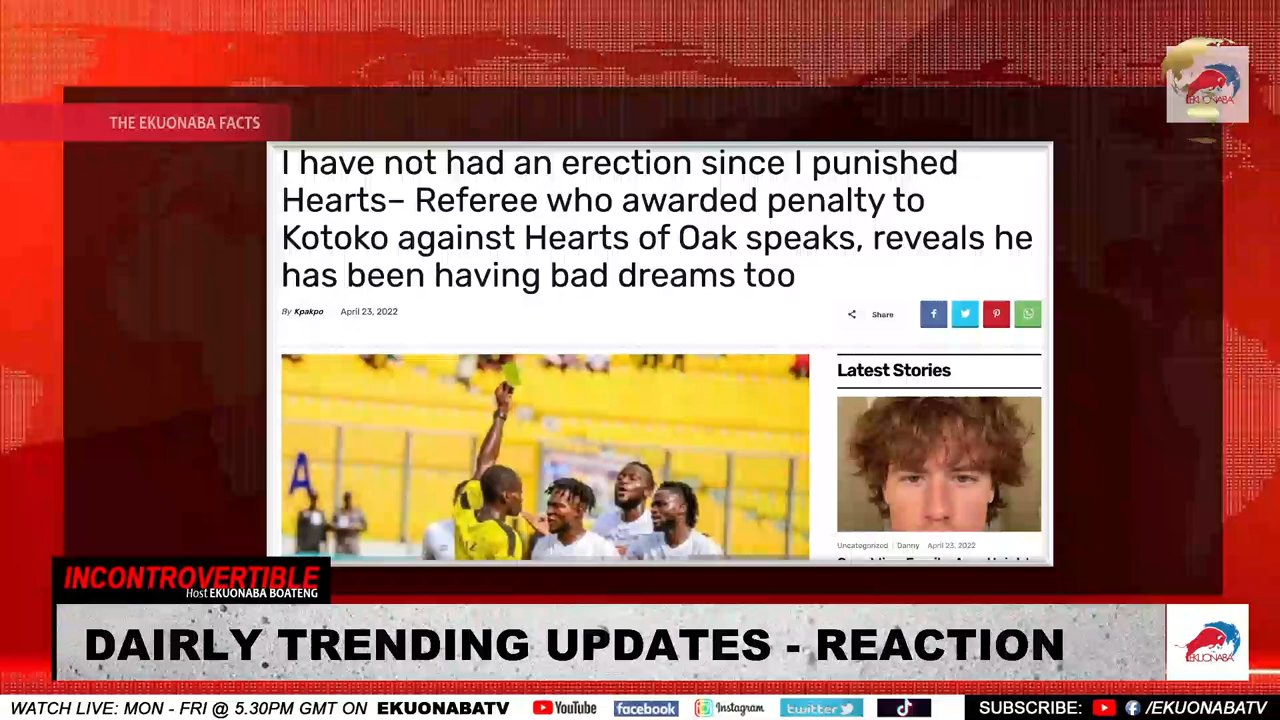 THE EKUONABA FACTS
EKUONABA
I have not had an erection since I punished
Hearts– Referee who awarded penalty to
Kotoko against Hearts of Oak speaks, reveals he
has been having bad dreams too
By Kpakpo April 23, 2022
Share
Latest Stories
A
Uncategorized Danny April 23, 2022
INCONTROVERTIBLE
Host EKUONABA BOATENG
DAIRLY TRENDING UPDATES - REACTION
EKUONABA
WATCH LIVE: MON - FRI @ 5.30PM GMT ON EKUONABATV YouTube facebook Instagram twitter SUBSCRIBE: /EKUONABATV